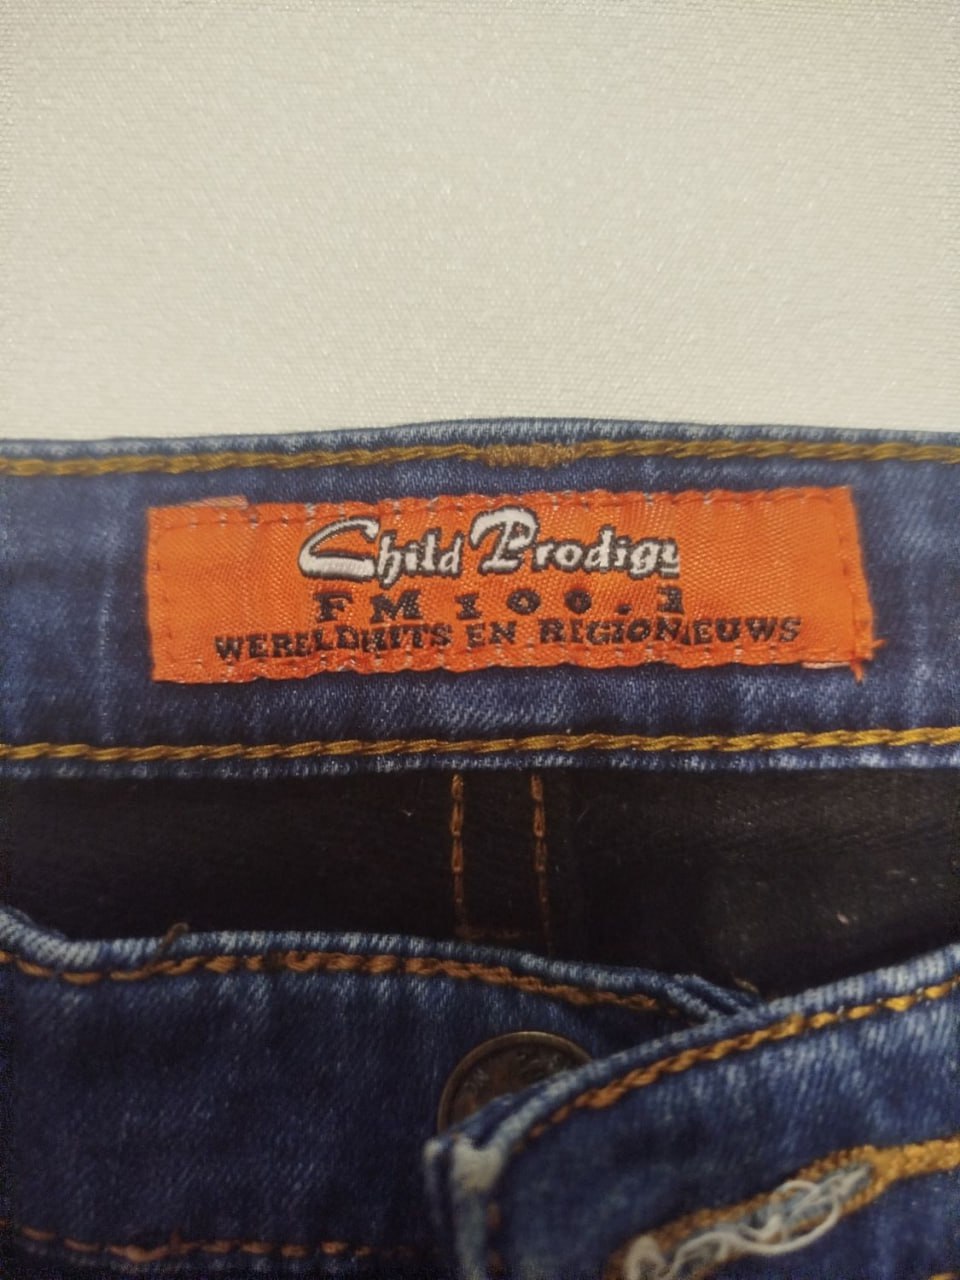 Child Prodigy
FM 100.1
WERELDHITS EN REGIONIEUWS